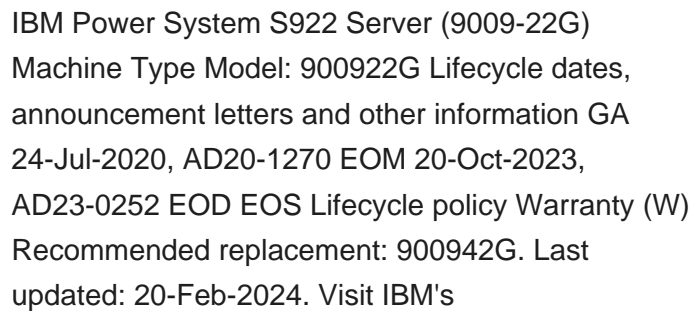 IBM Power System S922 Server (9009-22G)
Machine Type Model: 900922G Lifecycle dates,
announcement letters and other information GA
24-Jul-2020, AD20-1270 EOM 20-Oct-2023,
AD23-0252 EOD EOS Lifecycle policy Warranty (W)
Recommended replacement: 900942G. Last
updated: 20-Feb-2024. Visit IBM's